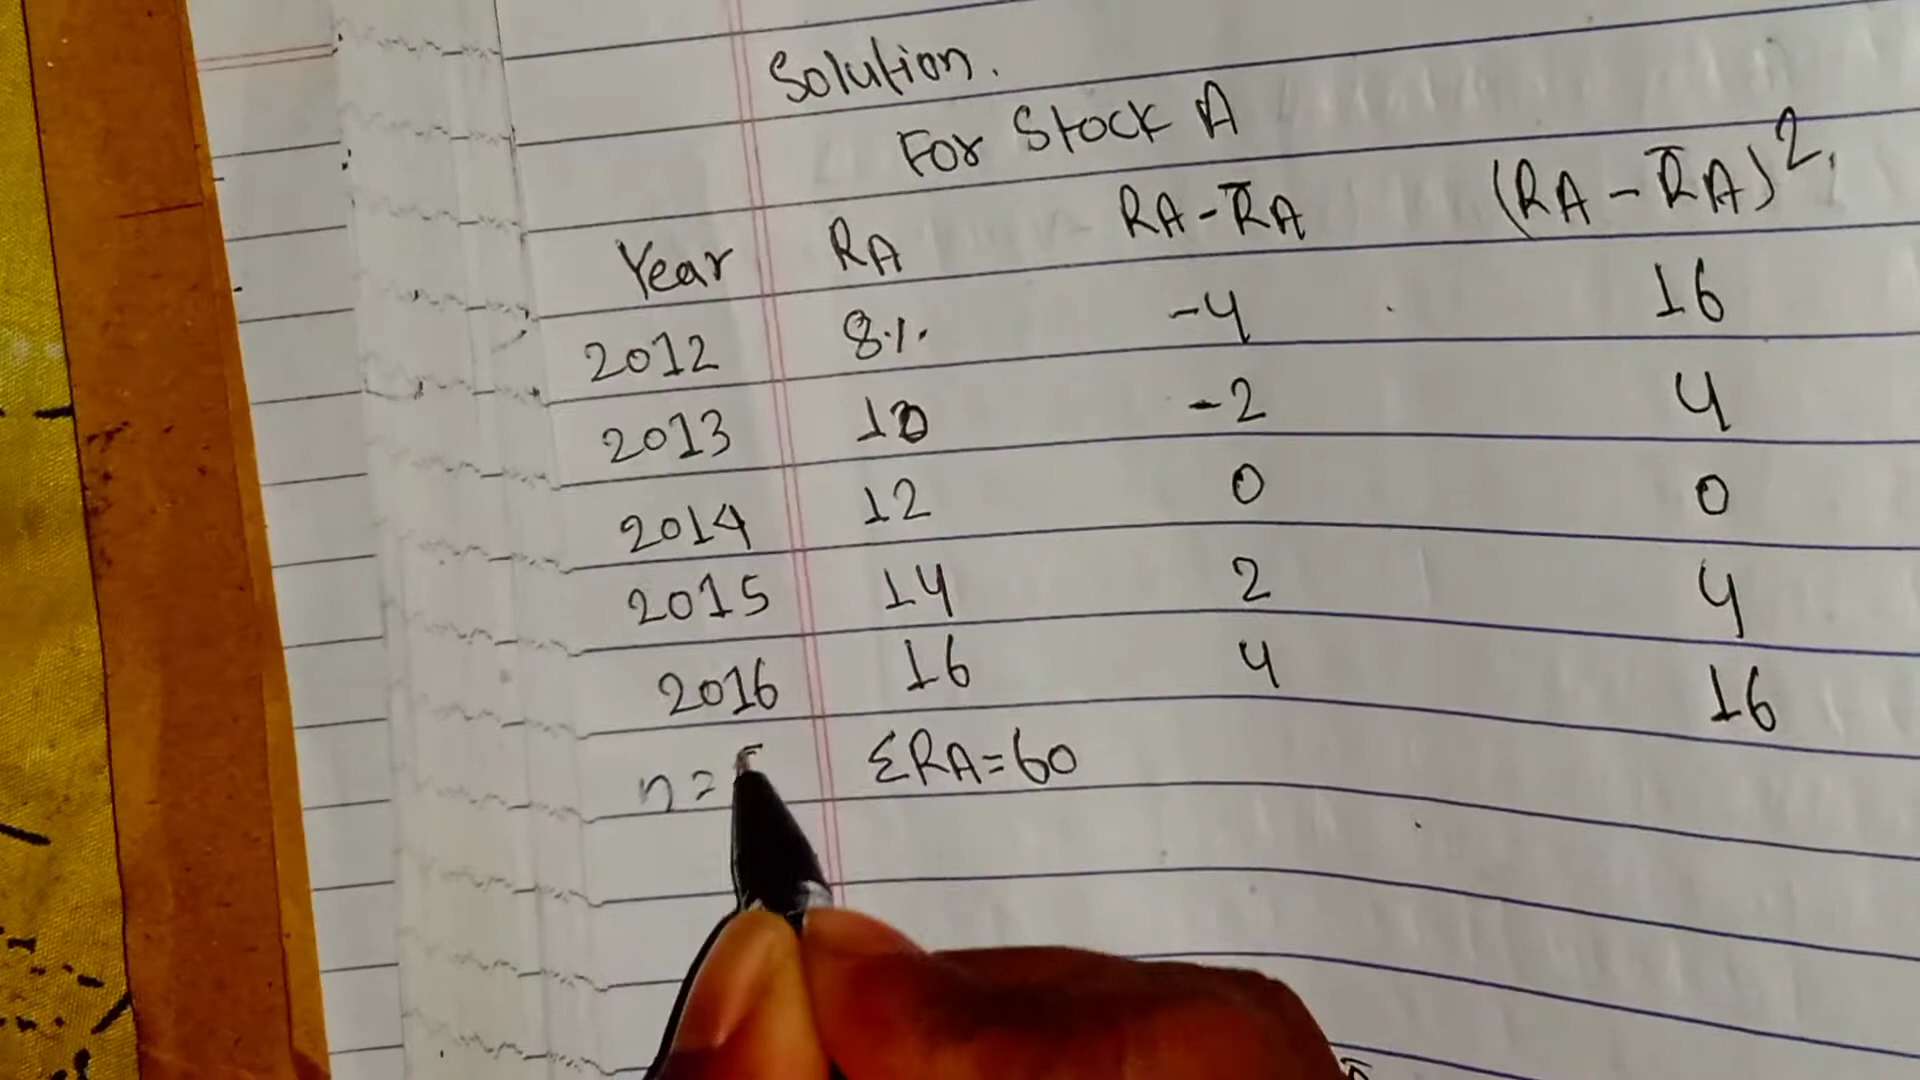 Solution.
For Stock A
Year RA RA-R̅A (RA-R̅A)²
2012 8% -4 16
2013 10 -2 4
2014 12 0 0
2015 14 2 4
2016 16 4 16
n= ΣRA=60